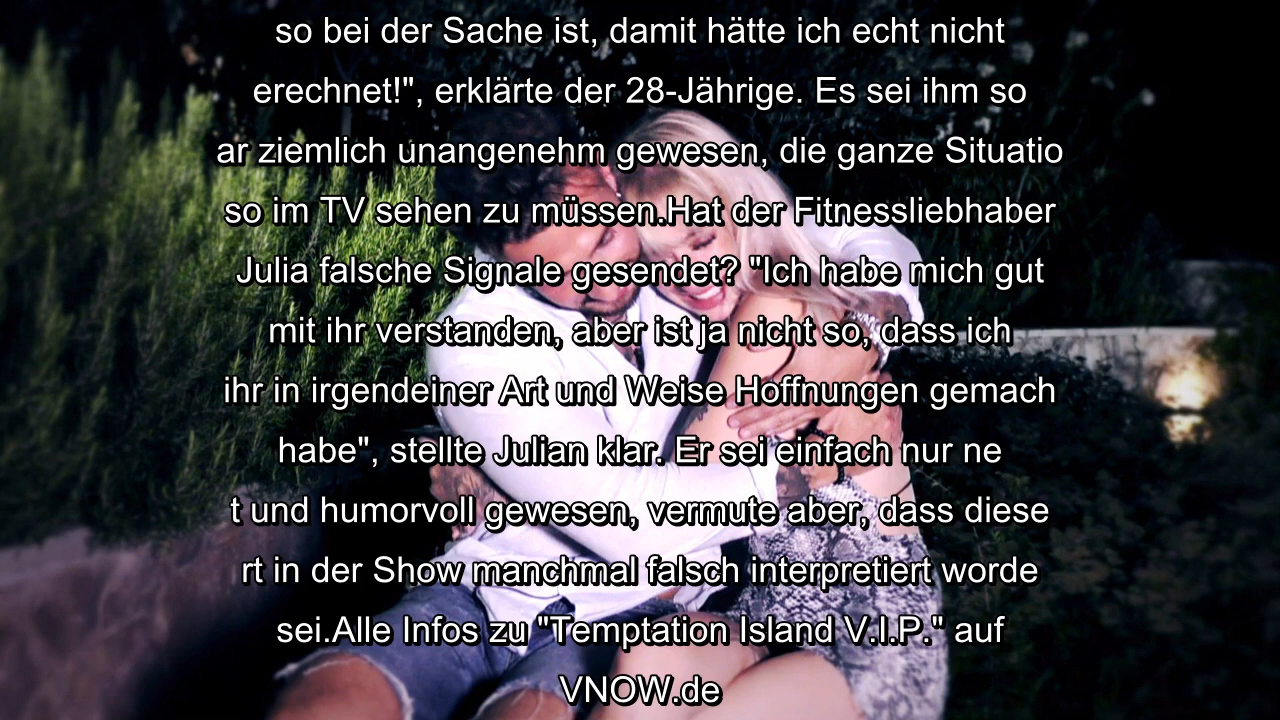 so bei der Sache ist, damit hätte ich echt nicht
erechnet!", erklärte der 28-Jährige. Es sei ihm so
ar ziemlich unangenehm gewesen, die ganze Situatio
so im TV sehen zu müssen.Hat der Fitnessliebhaber
Julia falsche Signale gesendet? "Ich habe mich gut
mit ihr verstanden, aber ist ja nicht so, dass ich
ihr in irgendeiner Art und Weise Hoffnungen gemach
habe", stellte Julian klar. Er sei einfach nur ne
t und humorvoll gewesen, vermute aber, dass diese
rt in der Show manchmal falsch interpretiert worde
sei.Alle Infos zu "Temptation Island V.I.P." auf
VNOW.de